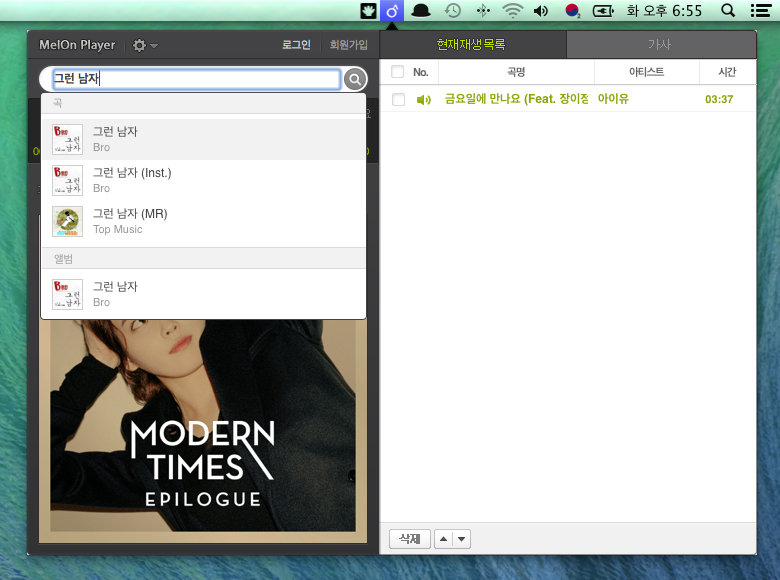 화 오후 6:55
MelOn Player
로그인
회원가입
그런 남자
곡
그런 남자
Bro
그런 남자 (Inst.)
Bro
그런 남자 (MR)
Top Music
앨범
그런 남자
Bro
MODERN
TIMES
EPILOGUE
현재재생목록
가사
No.
곡명
아티스트
시간
금요일에 만나요 (Feat. 장이정
아이유
03:37
삭제